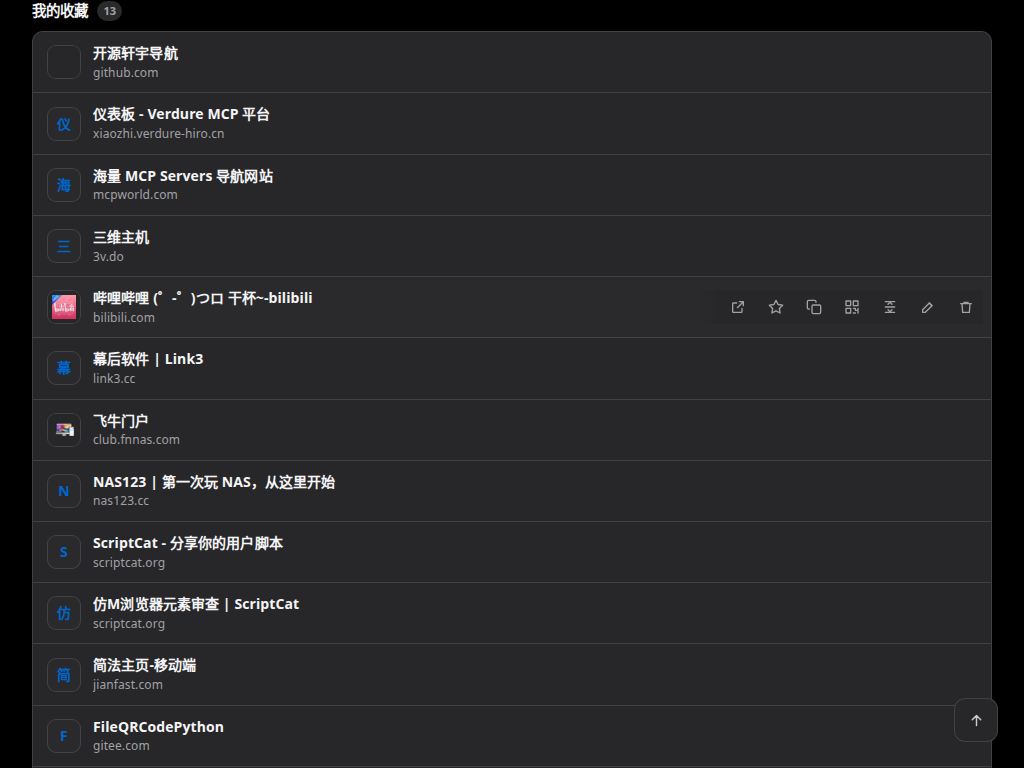 我的收藏 13
开源轩宇导航
github.com
仪
仪表板 - Verdure MCP 平台
xiaozhi.verdure-hiro.cn
海
海量 MCP Servers 导航网站
mcpworld.com
三
三维主机
3v.do
bilibili
哔哩哔哩 (゜-゜)つロ 干杯~-bilibili
bilibili.com
幕
幕后软件 | Link3
link3.cc
飞牛门户
club.fnnas.com
N
NAS123 | 第一次玩 NAS，从这里开始
nas123.cc
S
ScriptCat - 分享你的用户脚本
scriptcat.org
仿
仿M浏览器元素审查 | ScriptCat
scriptcat.org
简
简法主页-移动端
jianfast.com
F
FileQRCodePython
gitee.com